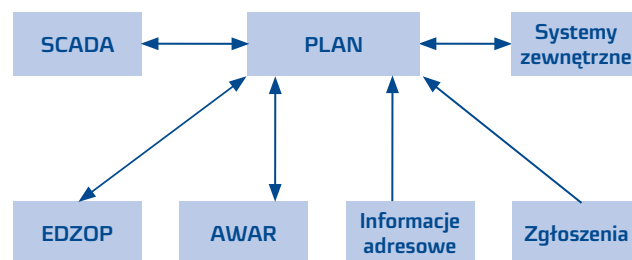 SCADA
PLAN
Systemy
zewnętrzne
EDZOP
AWAR
Informacje
adresowe
Zgłoszenia